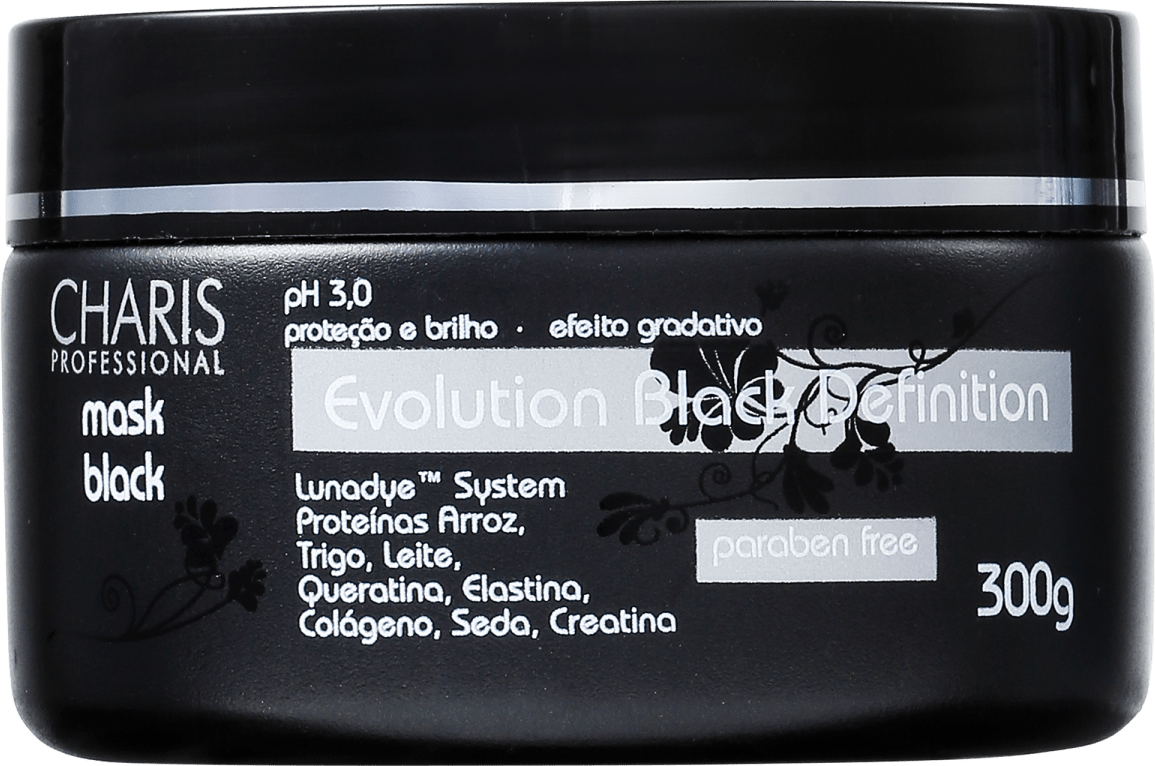 CHARIS
PROFESSIONAL
mask
black
pH 3,0
proteção e brilho · efeito gradativo
Evolution Black Definition
Lunadye™ System
Proteínas Arroz,
Trigo, Leite,
Queratina, Elastina,
Colágeno, Seda, Creatina
paraben free
300g